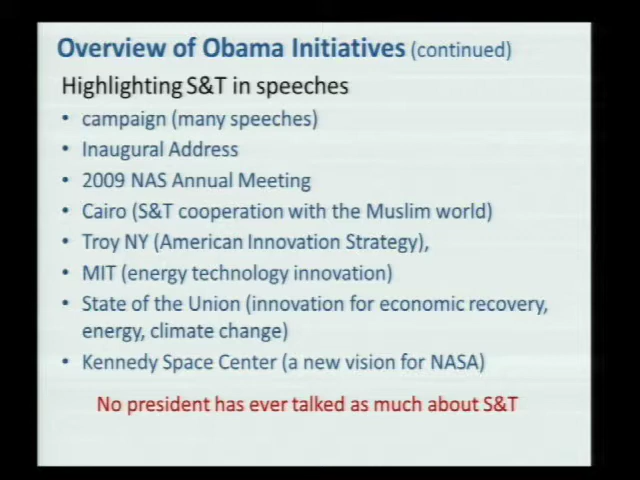 Overview of Obama Initiatives (continued)
Highlighting S&T in speeches
• campaign (many speeches)
• Inaugural Address
• 2009 NAS Annual Meeting
• Cairo (S&T cooperation with the Muslim world)
• Troy NY (American Innovation Strategy),
• MIT (energy technology innovation)
• State of the Union (innovation for economic recovery,
energy, climate change)
• Kennedy Space Center (a new vision for NASA)
No president has ever talked as much about S&T